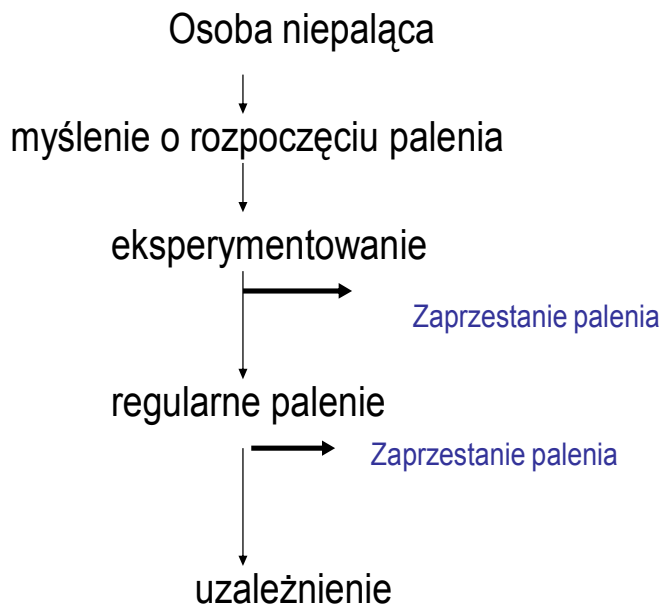 Osoba niepaląca
myślenie o rozpoczęciu palenia
eksperymentowanie
Zaprzestanie palenia
regularne palenie
Zaprzestanie palenia
uzależnienie